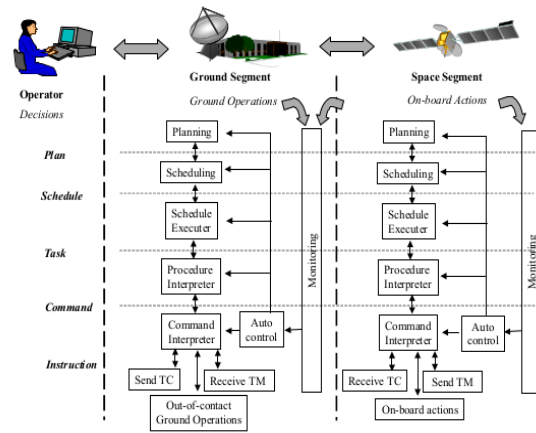 Operator
Decisions
Ground Segment
Ground Operations
Space Segment
On-board Actions
Plan
Schedule
Task
Command
Instruction
Planning
Scheduling
Schedule
Executer
Procedure
Interpreter
Command
Interpreter
Auto
control
Monitoring
Send TC
Receive TM
Out-of-contact
Ground Operations
Planning
Scheduling
Schedule
Executer
Procedure
Interpreter
Command
Interpreter
Auto
control
Monitoring
Receive TC
Send TM
On-board actions